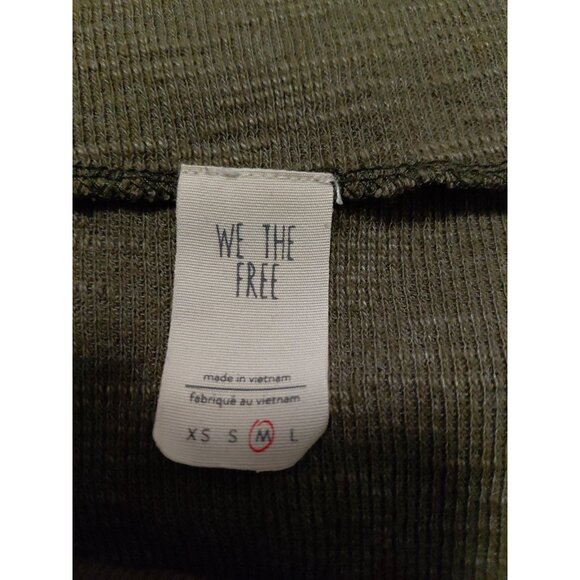 WE THE
FREE
made in vietnam
fabriqué au vietnam
XS S M L